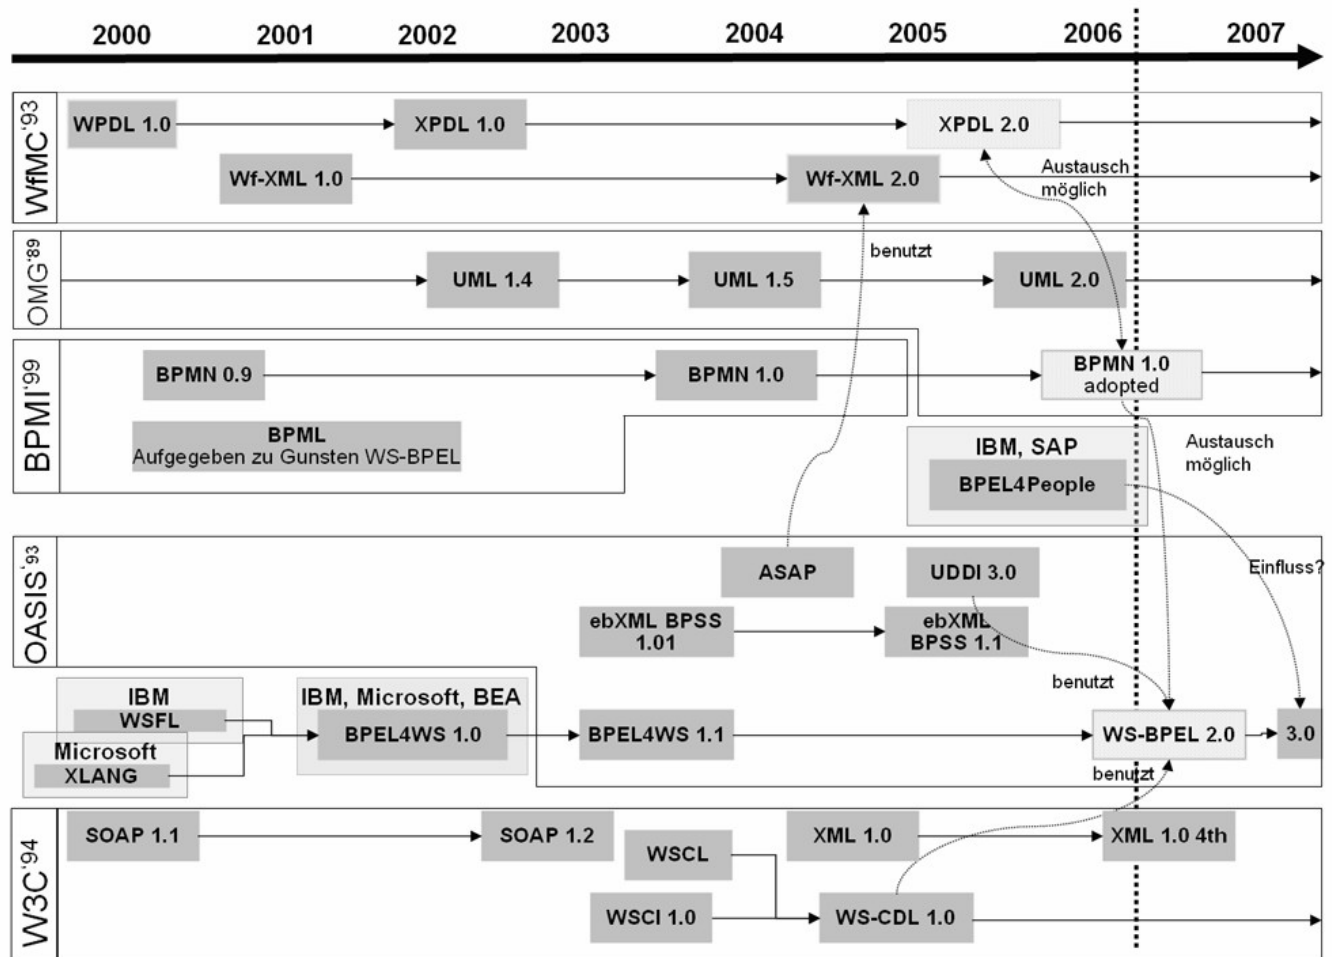 2000 2001 2002 2003 2004 2005 2006 2007
WfMC'93
WPDL 1.0
XPDL 1.0
XPDL 2.0
Wf-XML 1.0
Wf-XML 2.0
Austausch
möglich
OMG'89
benutzt
UML 1.4
UML 1.5
UML 2.0
BPMI'99
BPMN 0.9
BPMN 1.0
BPMN 1.0
adopted
BPML
Aufgegeben zu Gunsten WS-BPEL
IBM, SAP
BPEL4People
Austausch
möglich
OASIS'93
ASAP
UDDI 3.0
Einfluss?
ebXML BPSS
1.01
ebXML
BPSS 1.1
benutzt
IBM
WSFL
Microsoft
XLANG
IBM, Microsoft, BEA
BPEL4WS 1.0
BPEL4WS 1.1
WS-BPEL 2.0
3.0
benutzt
W3C'94
SOAP 1.1
SOAP 1.2
WSCL
XML 1.0
XML 1.0 4th
WSCI 1.0
WS-CDL 1.0